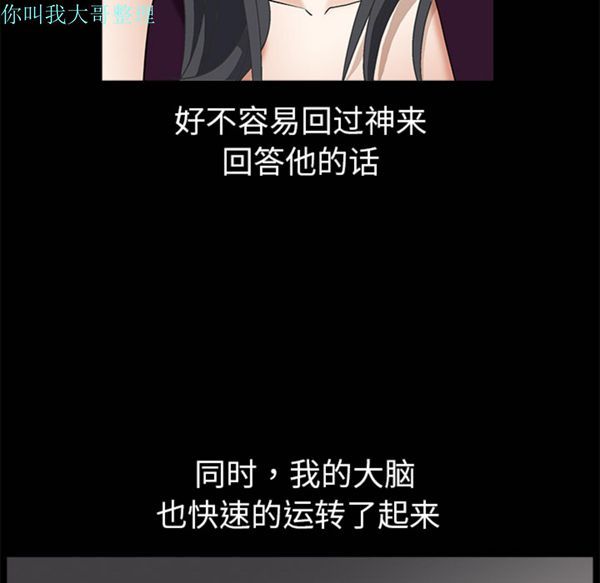 你叫我大哥整理
好不容易回过神来
回答他的话
同时，我的大脑
也快速的运转了起来